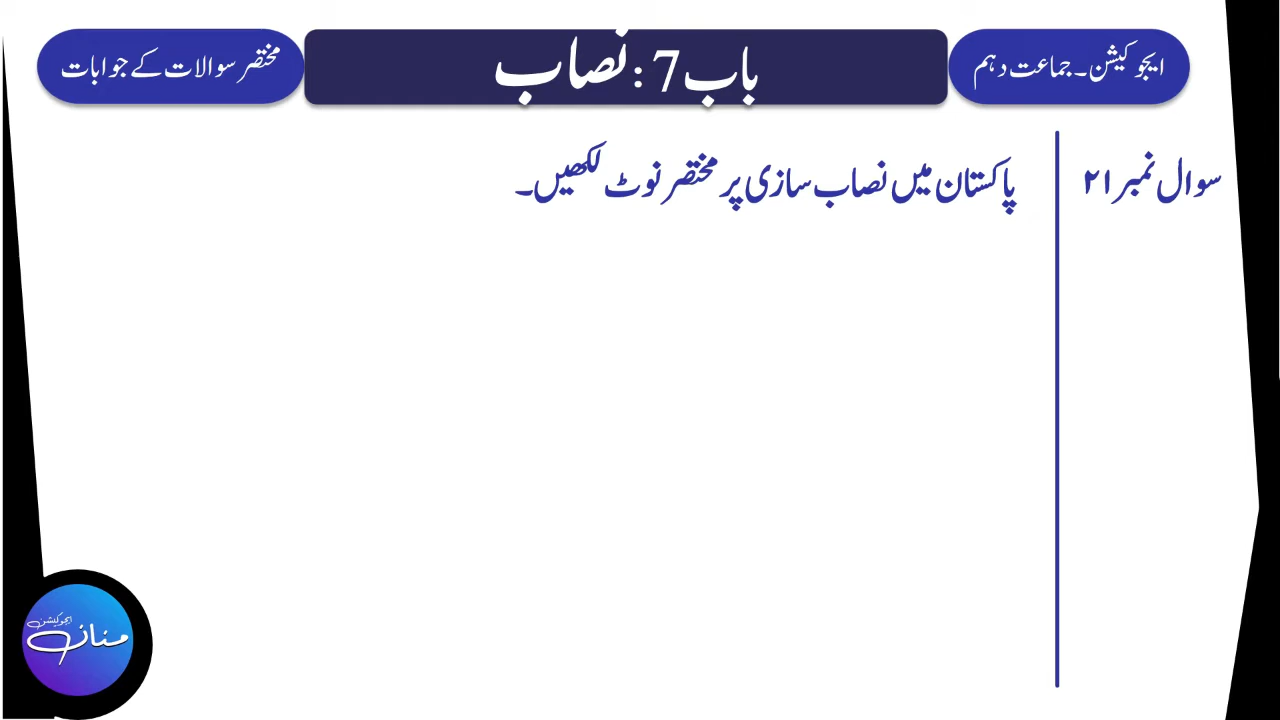 ایجوکیشن۔ جماعت دہم
باب 7: نصاب
مختصر سوالات کے جوابات
سوال نمبر ۲۱
پاکستان میں نصاب سازی پر مختصر نوٹ لکھیں۔
ایجوکیشن
منان